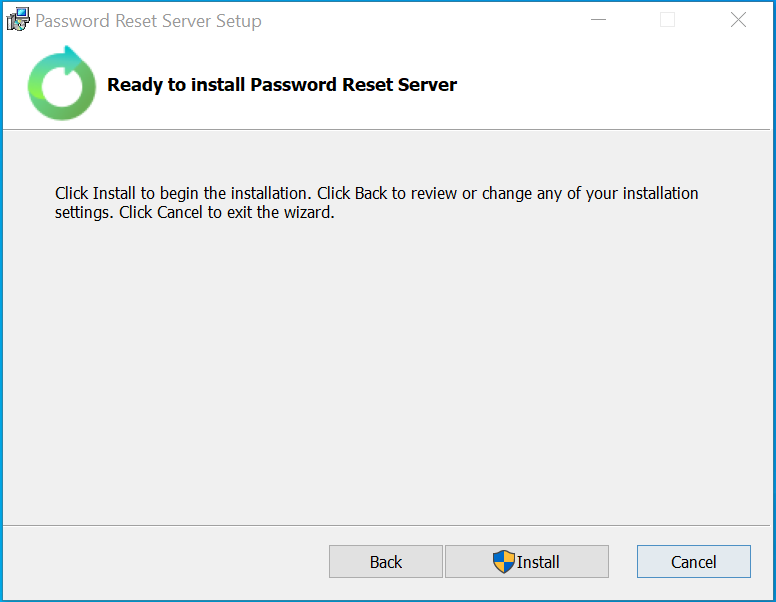 Password Reset Server Setup
Ready to install Password Reset Server
Click Install to begin the installation. Click Back to review or change any of your installation
settings. Click Cancel to exit the wizard.
Back
Install
Cancel